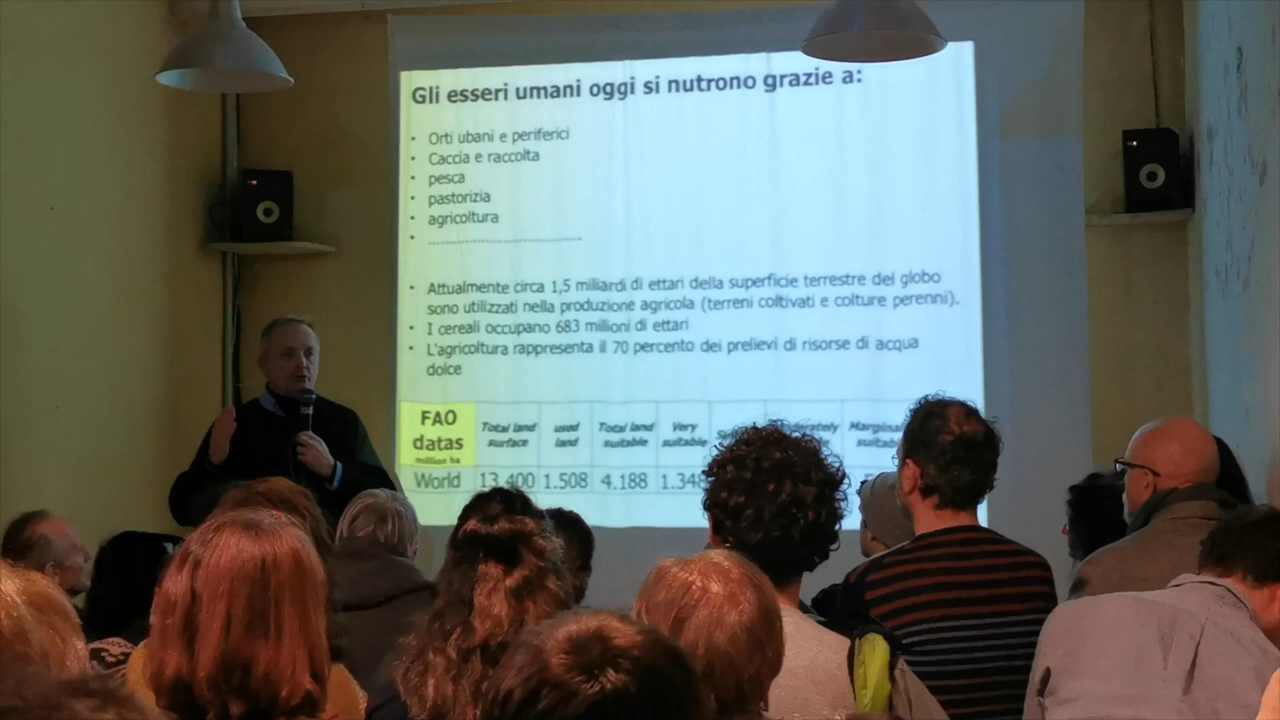 Gli esseri umani oggi si nutrono grazie a:
• Orti ubani e periferici
• Caccia e raccolta
• pesca
• pastorizia
• agricoltura
• ........................................
• Attualmente circa 1,5 miliardi di ettari della superficie terrestre del globo
sono utilizzati nella produzione agricola (terreni coltivati e colture perenni).
• I cereali occupano 683 milioni di ettari
• L'agricoltura rappresenta il 70 percento dei prelievi di risorse di acqua
dolce
FAO datas million ha
Total land surface
used land
Total land suitable
Very suitable
World 13.400 1.508 4.188 1.348